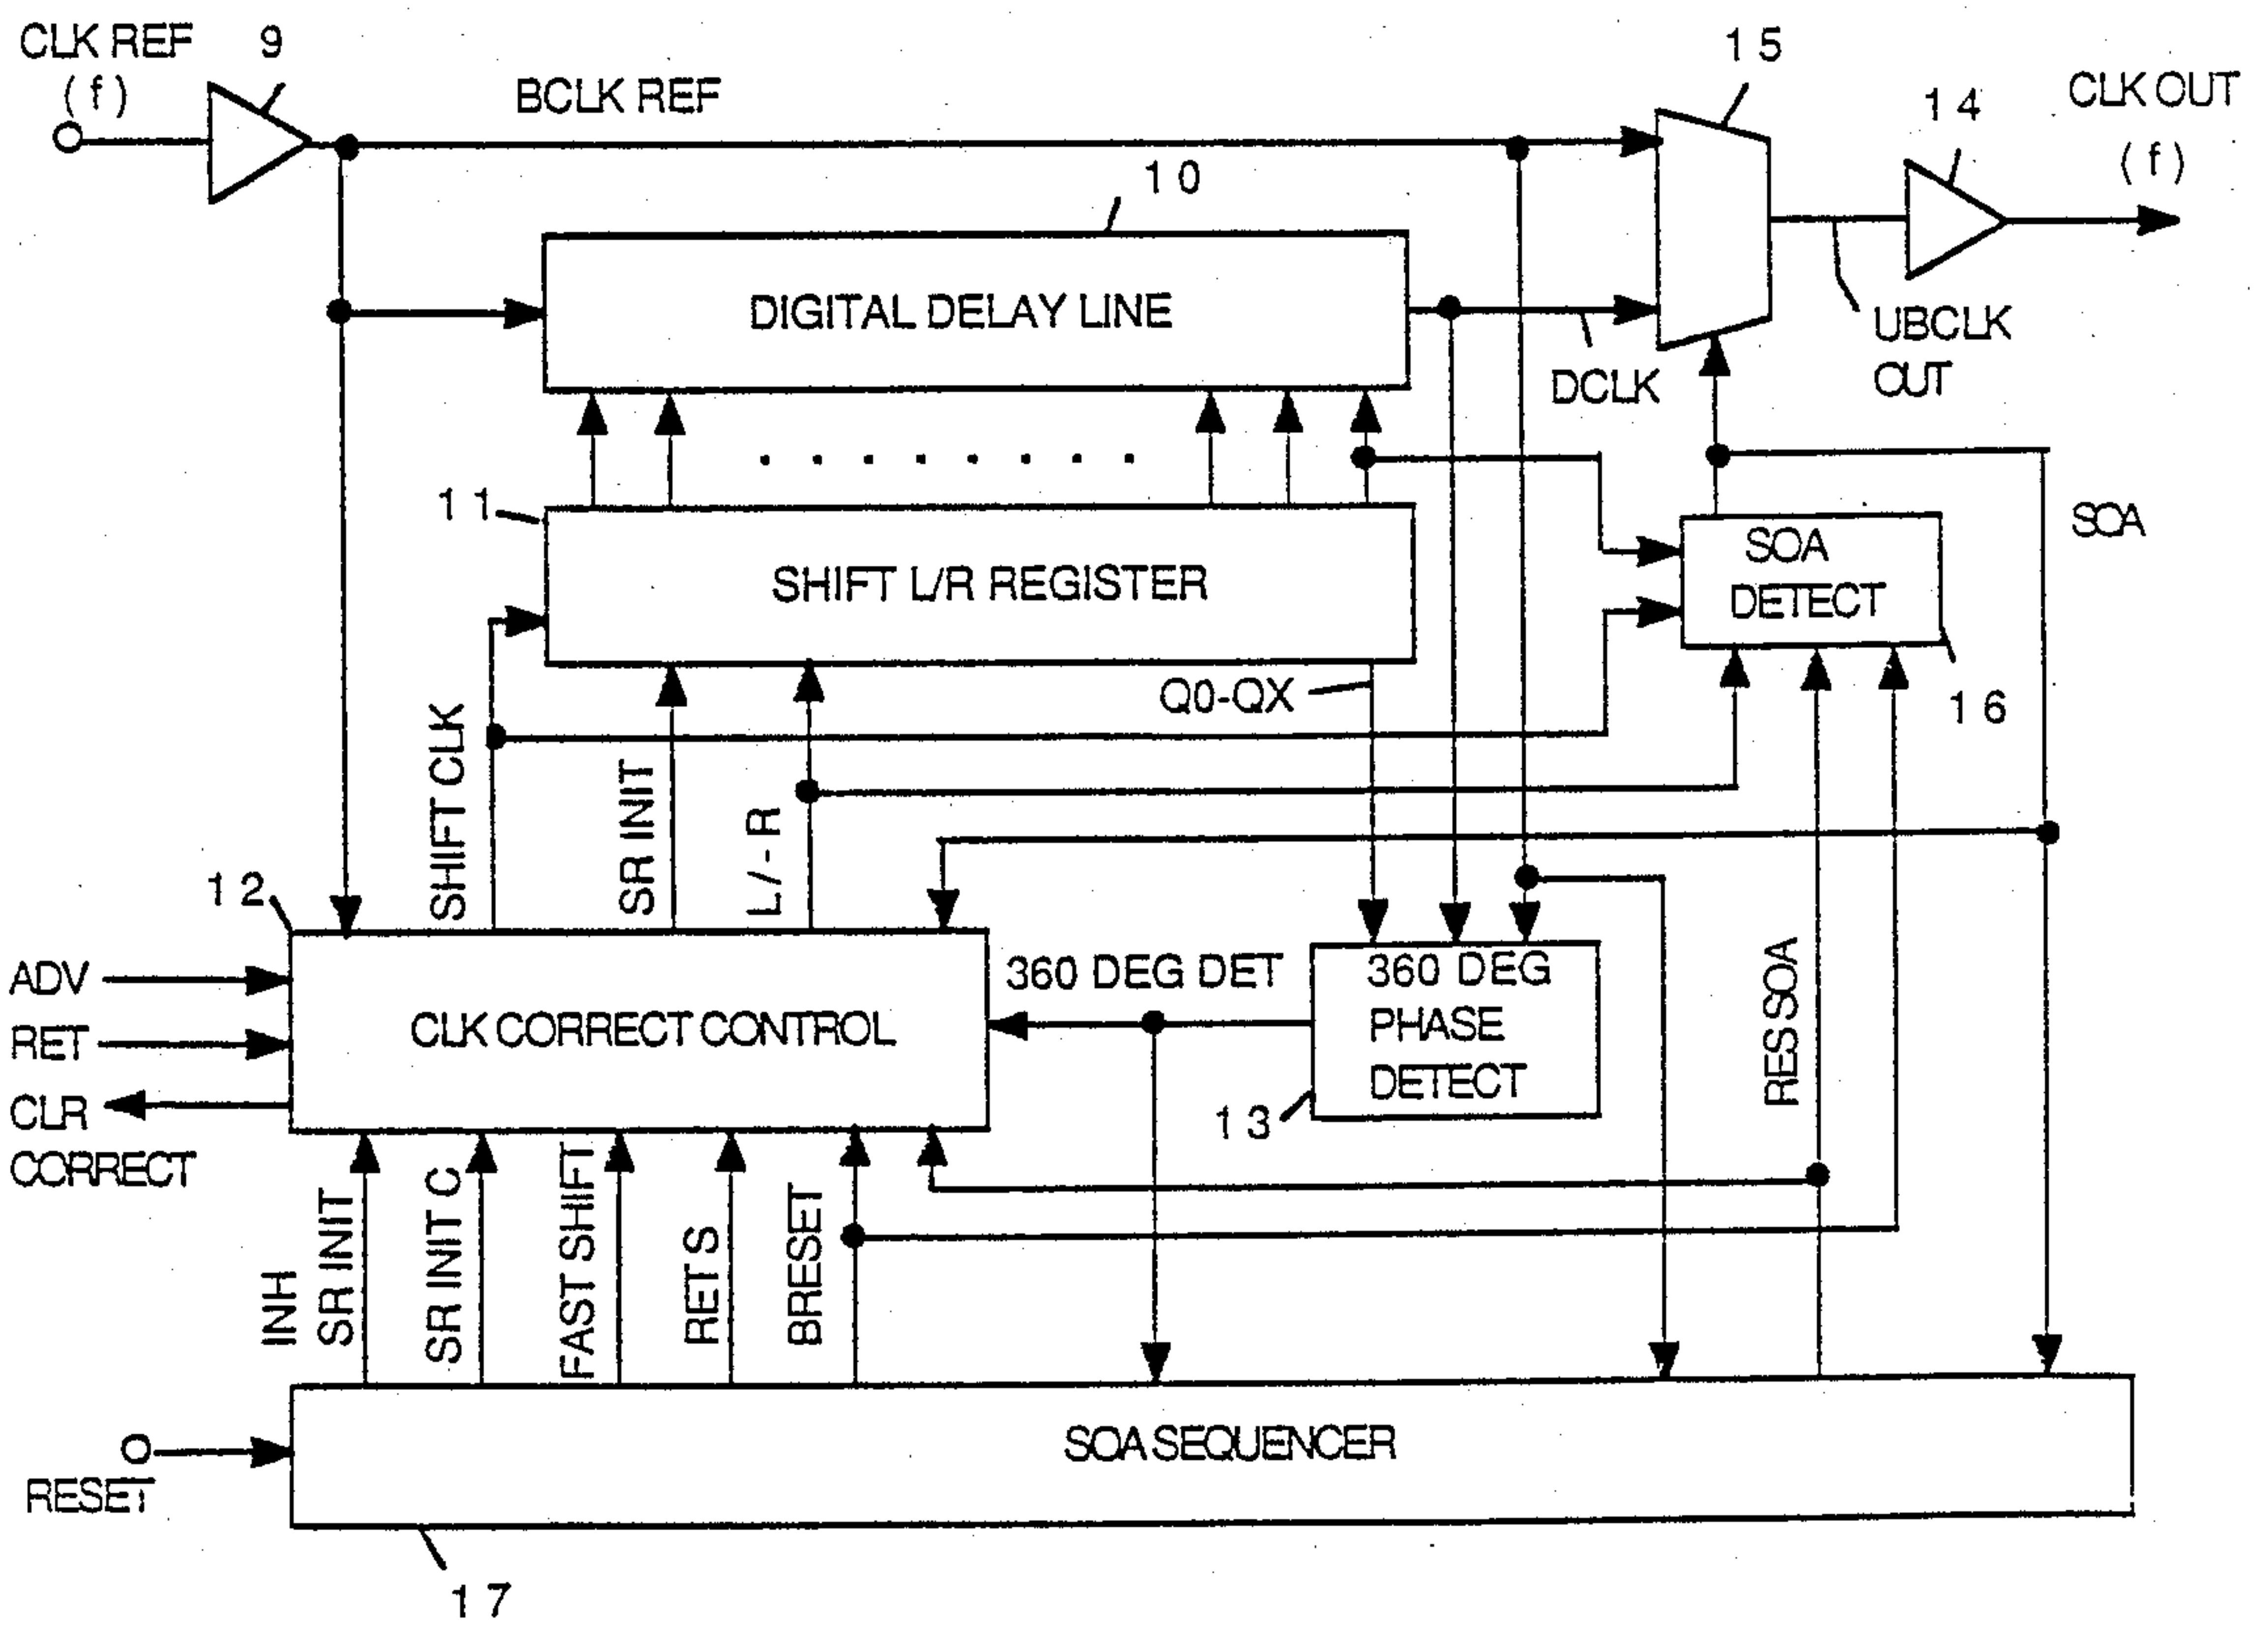 CLK REF
(f)
9
BCLK REF
15
14
CLK OUT
(f)
10
DIGITAL DELAY LINE
DCLK
UBCLK
OUT
11
SHIFT L/R REGISTER
SOA
DETECT
SOA
16
Q0-QX
SHIFT CLK
SR INIT
L/-R
12
ADV
RET
CLR
CORRECT
CLK CORRECT CONTROL
360 DEG DET
360 DEG
PHASE
DETECT
13
RES SOA
INH
SR INIT
SR INIT C
FAST SHIFT
RET S
BRESET
RESET
SOA SEQUENCER
17